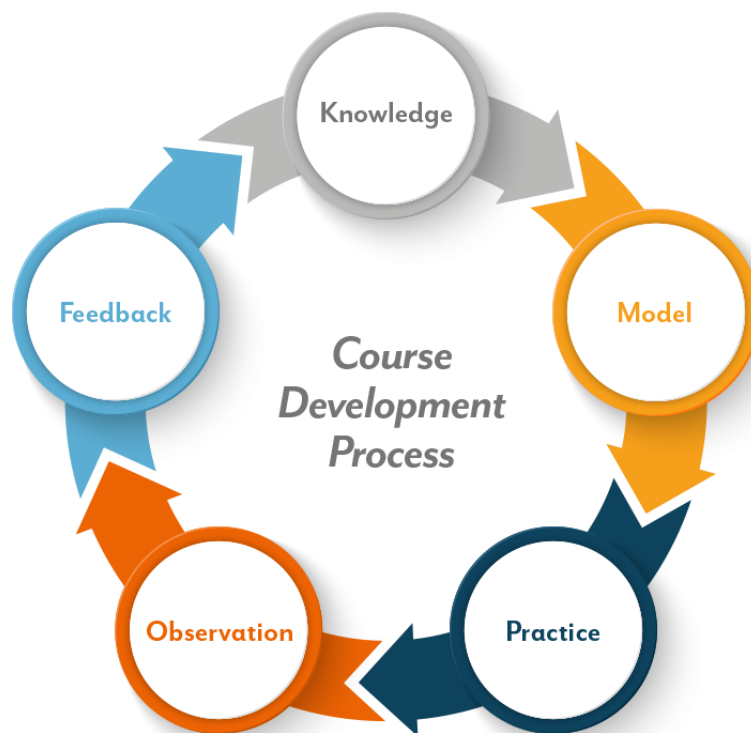 Knowledge
Model
Practice
Observation
Feedback
Course
Development
Process